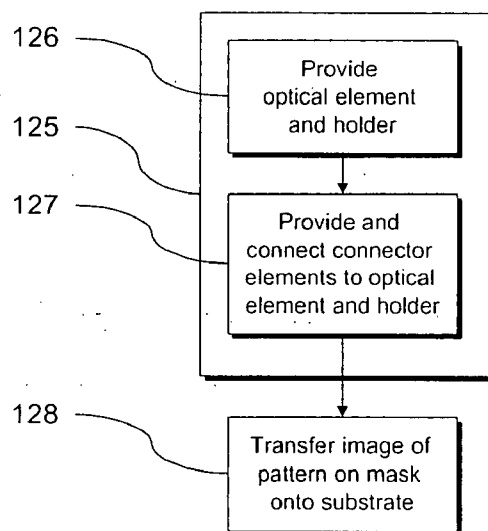 126
Provide
optical element
and holder
125
127
Provide and
connect connector
elements to optical
element and holder
128
Transfer image of
pattern on mask
onto substrate